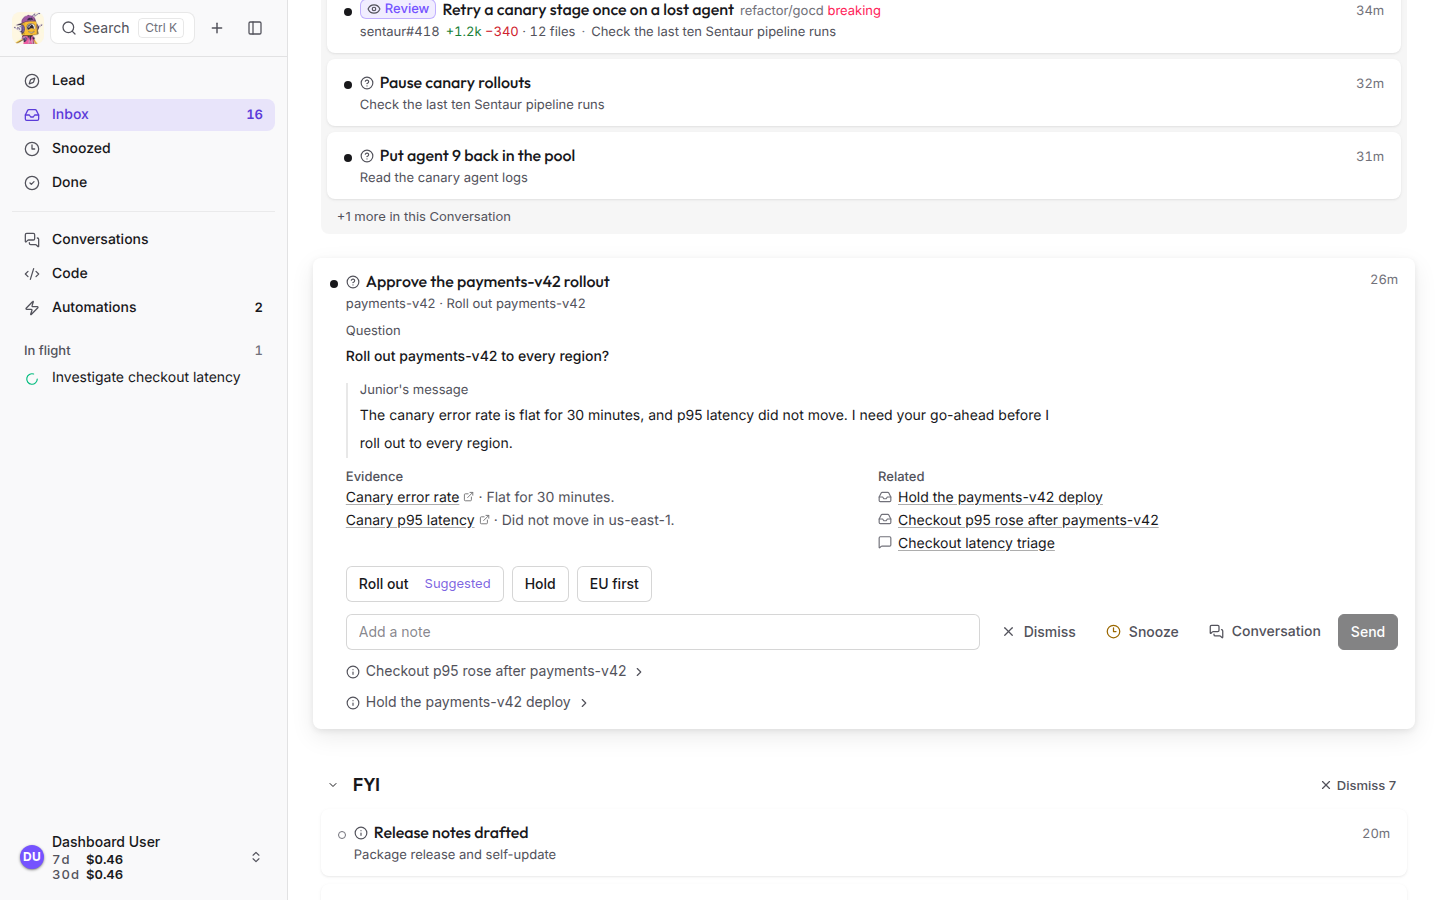 Search Ctrl K
Lead
Inbox 16
Snoozed
Done
Conversations
Code
Automations 2
In flight 1
Investigate checkout latency
DU
Dashboard User
7d $0.46
30d $0.46
Review Retry a canary stage once on a lost agent refactor/gocd breaking 34m
sentaur#418 +1.2k −340 · 12 files · Check the last ten Sentaur pipeline runs
Pause canary rollouts 32m
Check the last ten Sentaur pipeline runs
Put agent 9 back in the pool 31m
Read the canary agent logs
+1 more in this Conversation
Approve the payments-v42 rollout 26m
payments-v42 · Roll out payments-v42
Question
Roll out payments-v42 to every region?
Junior's message
The canary error rate is flat for 30 minutes, and p95 latency did not move. I need your go-ahead before I
roll out to every region.
Evidence
Canary error rate · Flat for 30 minutes.
Canary p95 latency · Did not move in us-east-1.
Related
Hold the payments-v42 deploy
Checkout p95 rose after payments-v42
Checkout latency triage
Roll out Suggested Hold EU first
Add a note Dismiss Snooze Conversation Send
Checkout p95 rose after payments-v42
Hold the payments-v42 deploy
FYI Dismiss 7
Release notes drafted 20m
Package release and self-update